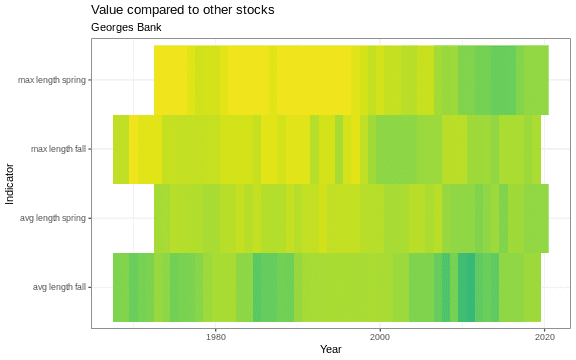 Value compared to other stocks
Georges Bank
max length spring
max length fall
avg length spring
avg length fall
Indicator
1980
2000
2020
Year